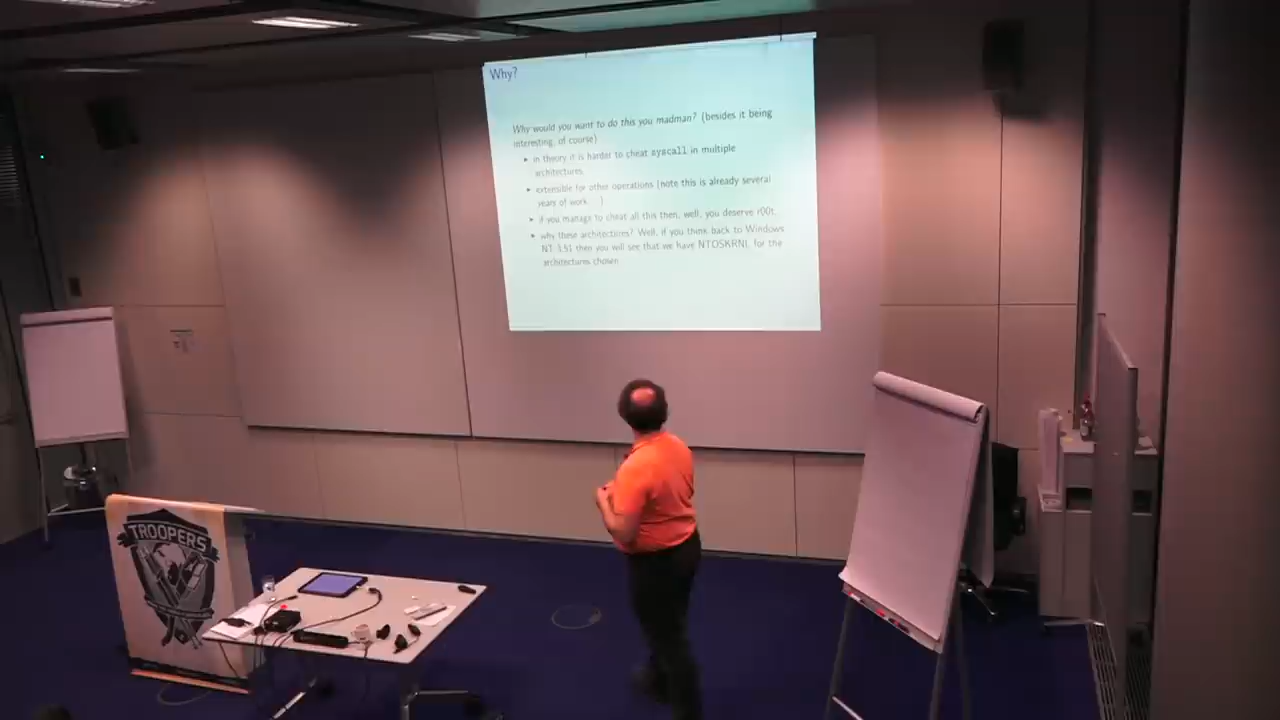 Why?
Why would you want to do this you madman? (besides it being
interesting, of course)
in theory it is harder to cheat syscall in multiple
architectures.
extensible for other operations (note this is already several
years of work ...)
if you manage to cheat all this then, well, you deserve r00t.
why these architectures? Well, if you think back to Windows
NT 3.51 then you will see that we have NTOSKRNL for the
architectures chosen
TROOPERS